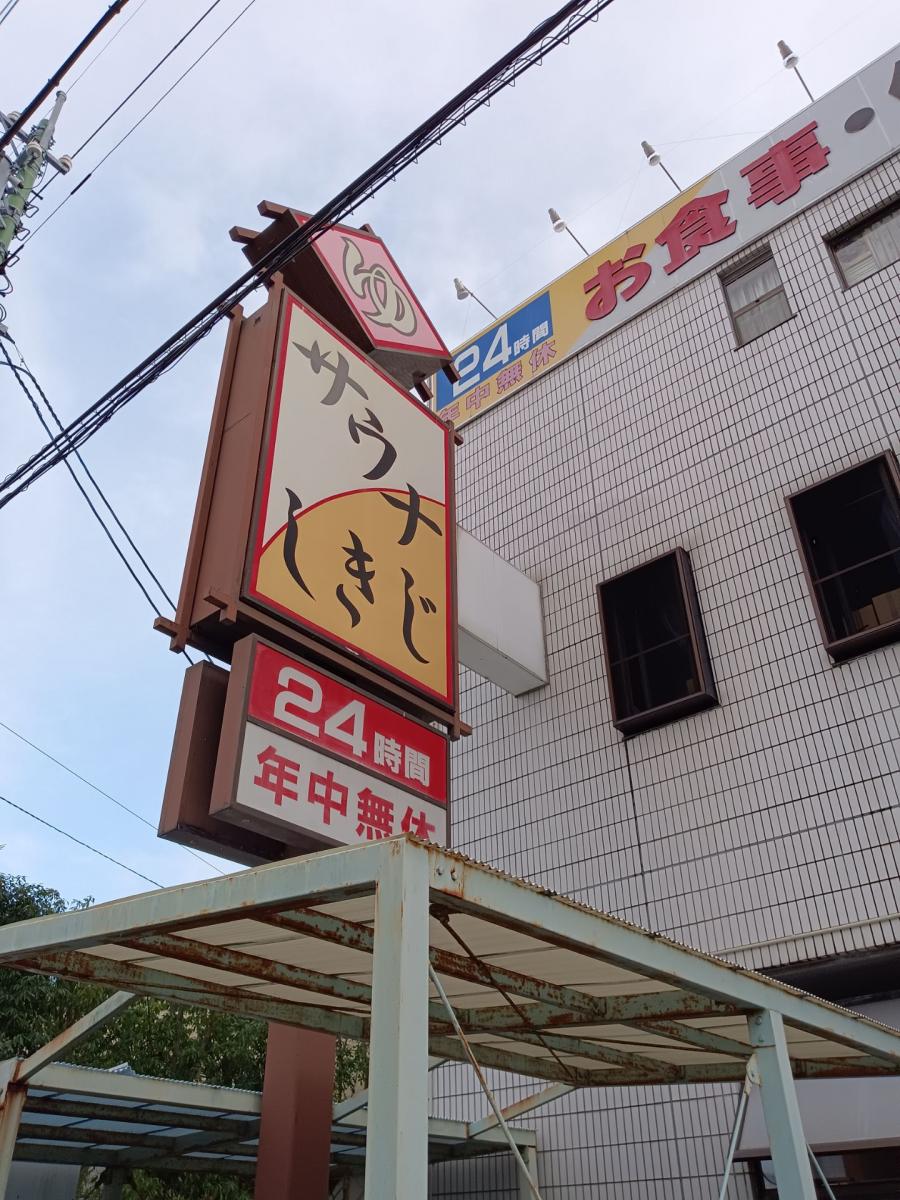 ゆ
サウナ
しきじ
24時間
年中無休
24時間
年中無休
お食事・